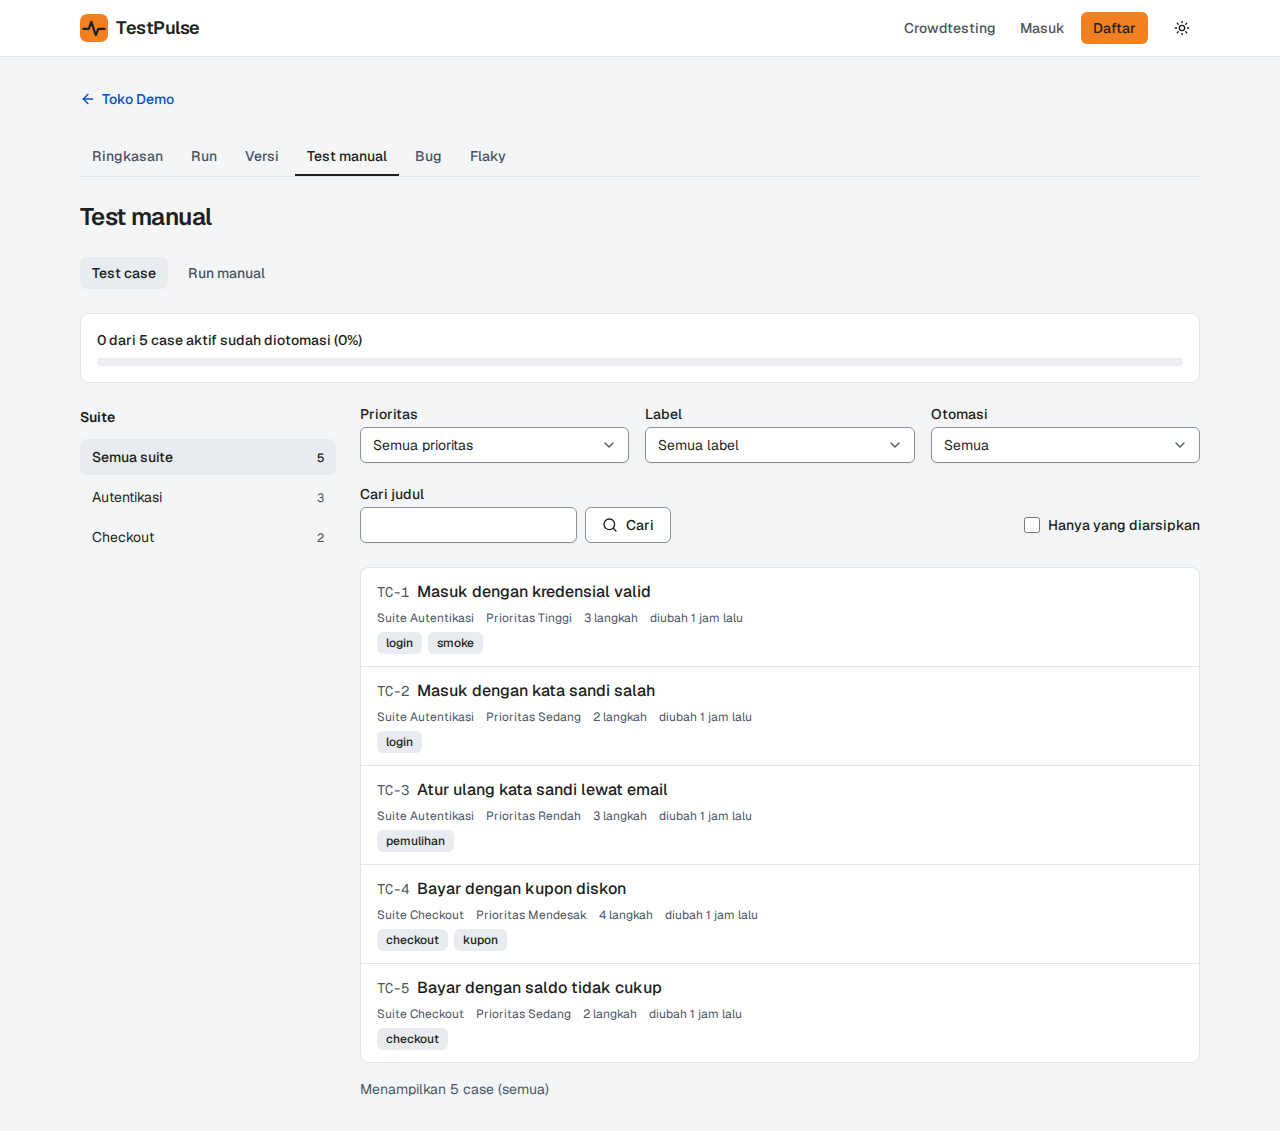 TestPulse
Crowdtesting Masuk Daftar
Toko Demo
Ringkasan Run Versi Test manual Bug Flaky
Test manual
Test case Run manual
0 dari 5 case aktif sudah diotomasi (0%)
Suite
Semua suite 5
Autentikasi 3
Checkout 2
Prioritas Label Otomasi
Semua prioritas Semua label Semua
Cari judul
Cari Hanya yang diarsipkan
TC-1 Masuk dengan kredensial valid
Suite Autentikasi Prioritas Tinggi 3 langkah diubah 1 jam lalu
login smoke
TC-2 Masuk dengan kata sandi salah
Suite Autentikasi Prioritas Sedang 2 langkah diubah 1 jam lalu
login
TC-3 Atur ulang kata sandi lewat email
Suite Autentikasi Prioritas Rendah 3 langkah diubah 1 jam lalu
pemulihan
TC-4 Bayar dengan kupon diskon
Suite Checkout Prioritas Mendesak 4 langkah diubah 1 jam lalu
checkout kupon
TC-5 Bayar dengan saldo tidak cukup
Suite Checkout Prioritas Sedang 2 langkah diubah 1 jam lalu
checkout
Menampilkan 5 case (semua)